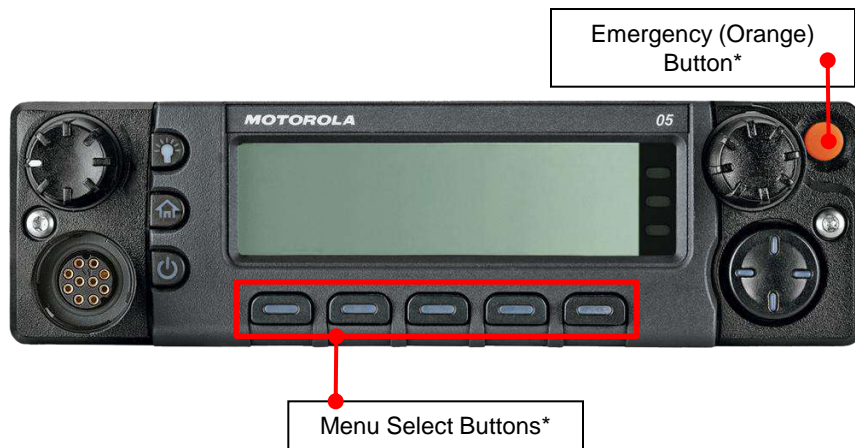 Emergency (Orange)
Button*
MOTOROLA
05
Menu Select Buttons*